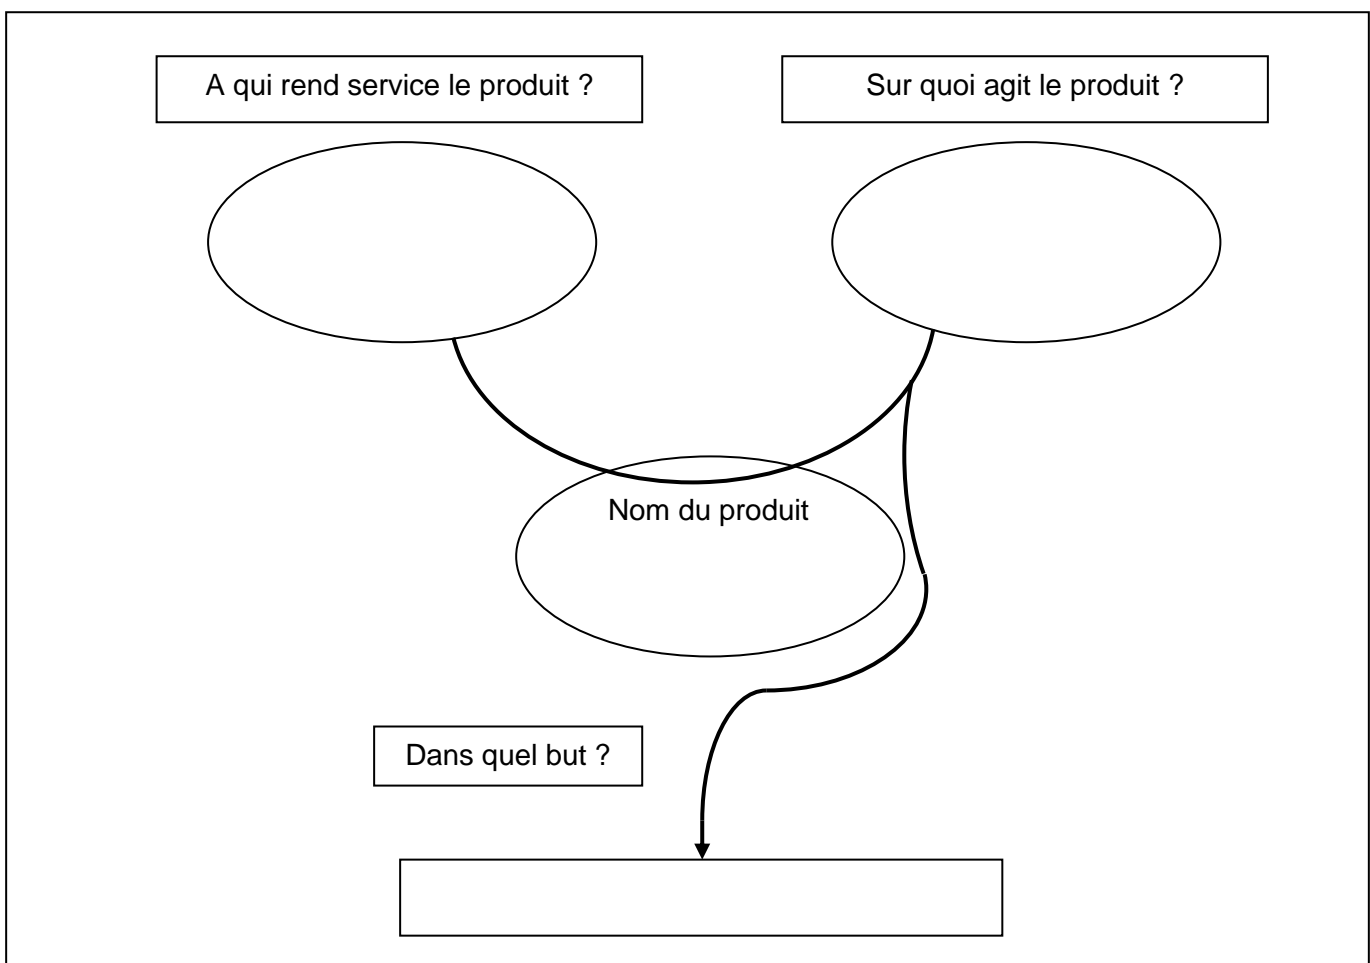 A qui rend service le produit ?
Sur quoi agit le produit ?
Nom du produit
Dans quel but ?